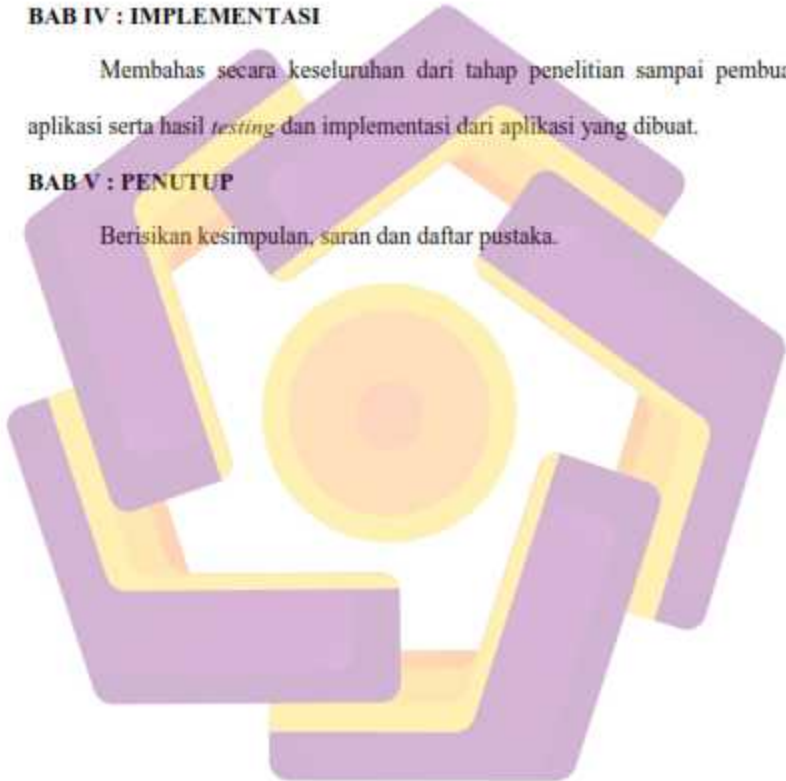 BAB IV : IMPLEMENTASI
Membahas secara keseluruhan dari tahap penelitian sampai pembua
aplikasi serta hasil testing dan implementasi dari aplikasi yang dibuat.
BAB V : PENUTUP
Berisikan kesimpulan, saran dan daftar pustaka.